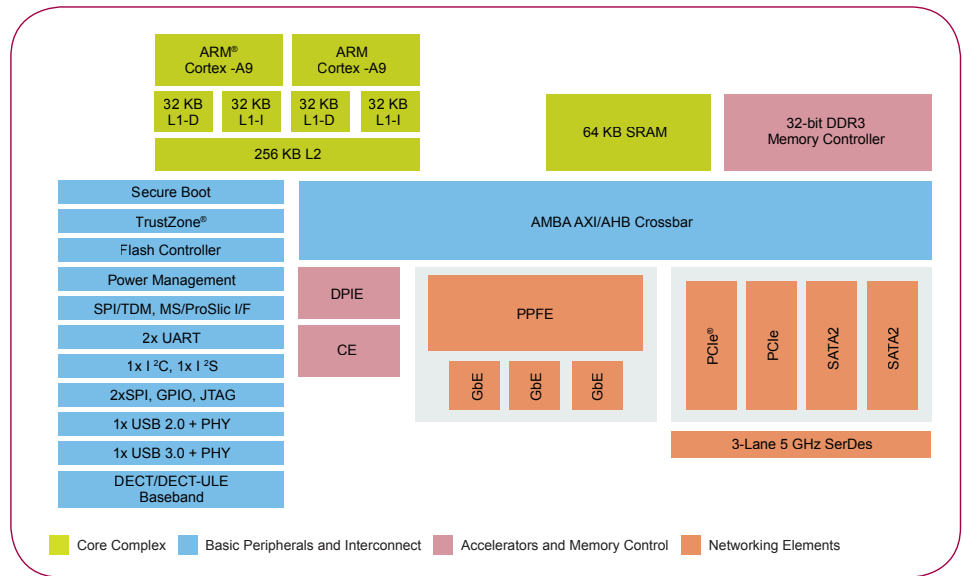 ARM® Cortex -A9
ARM Cortex -A9
32 KB L1-D
32 KB L1-I
32 KB L1-D
32 KB L1-I
256 KB L2
64 KB SRAM
32-bit DDR3 Memory Controller
Secure Boot
TrustZone®
Flash Controller
Power Management
SPI/TDM, MS/ProSlic I/F
2x UART
1x I ²C, 1x I ²S
2xSPI, GPIO, JTAG
1x USB 2.0 + PHY
1x USB 3.0 + PHY
DECT/DECT-ULE Baseband
AMBA AXI/AHB Crossbar
DPIE
CE
PPFE
GbE
GbE
GbE
PCIe®
PCIe
SATA2
SATA2
3-Lane 5 GHz SerDes
Core Complex
Basic Peripherals and Interconnect
Accelerators and Memory Control
Networking Elements